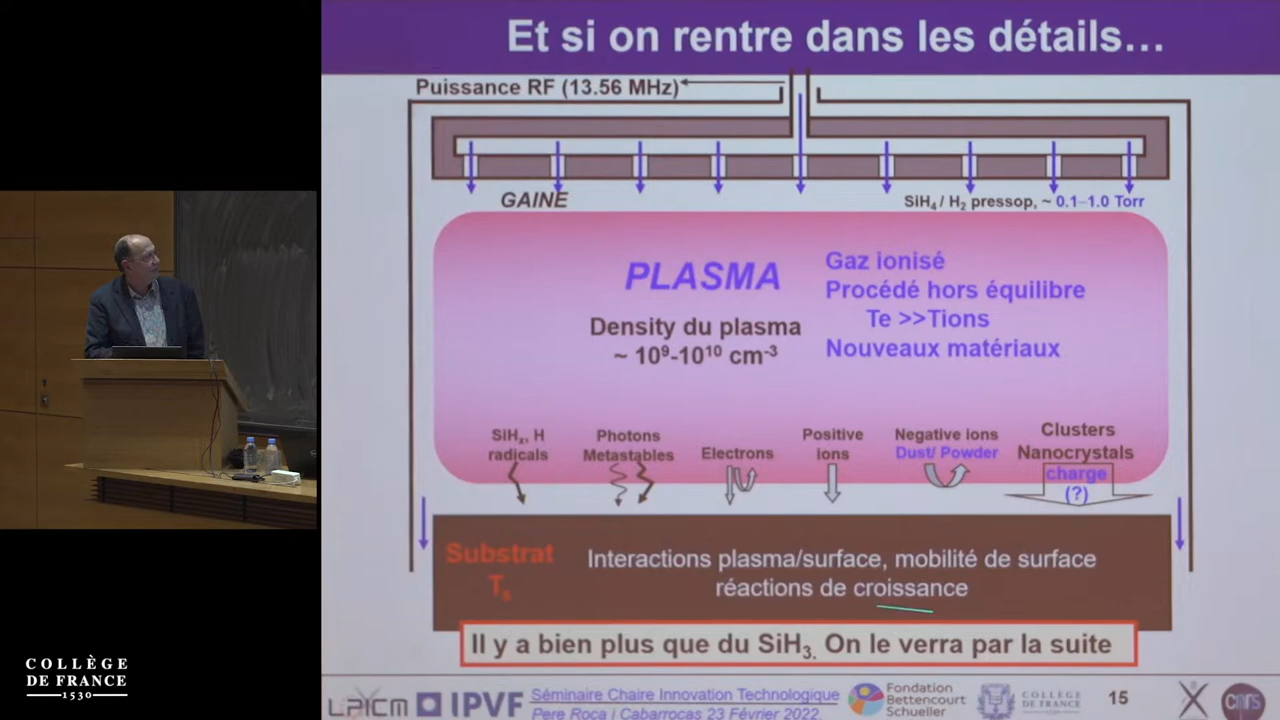 Et si on rentre dans les détails...
Puissance RF (13.56 MHz)
GAINE
SiH4 / H2 pressop, ~ 0.1–1.0 Torr
PLASMA
Density du plasma
~ 10⁹-10¹⁰ cm⁻³
Gaz ionisé
Procédé hors équilibre
Te >>Tions
Nouveaux matériaux
SiHx, H
radicals
Photons
Metastables
Electrons
Positive
ions
Negative ions
Dust/ Powder
Clusters
Nanocrystals
charge
(?)
Substrat
Ts
Interactions plasma/surface, mobilité de surface
réactions de croissance
Il y a bien plus que du SiH3. On le verra par la suite
LPICM
IPVF
Séminaire Chaire Innovation Technologique
Pere Roca i Cabarrocas 23 Février 2022.
Fondation
Bettencourt
Schueller
COLLÈGE
DE FRANCE
15
X
cnrs
COLLÈGE
DE FRANCE
1530